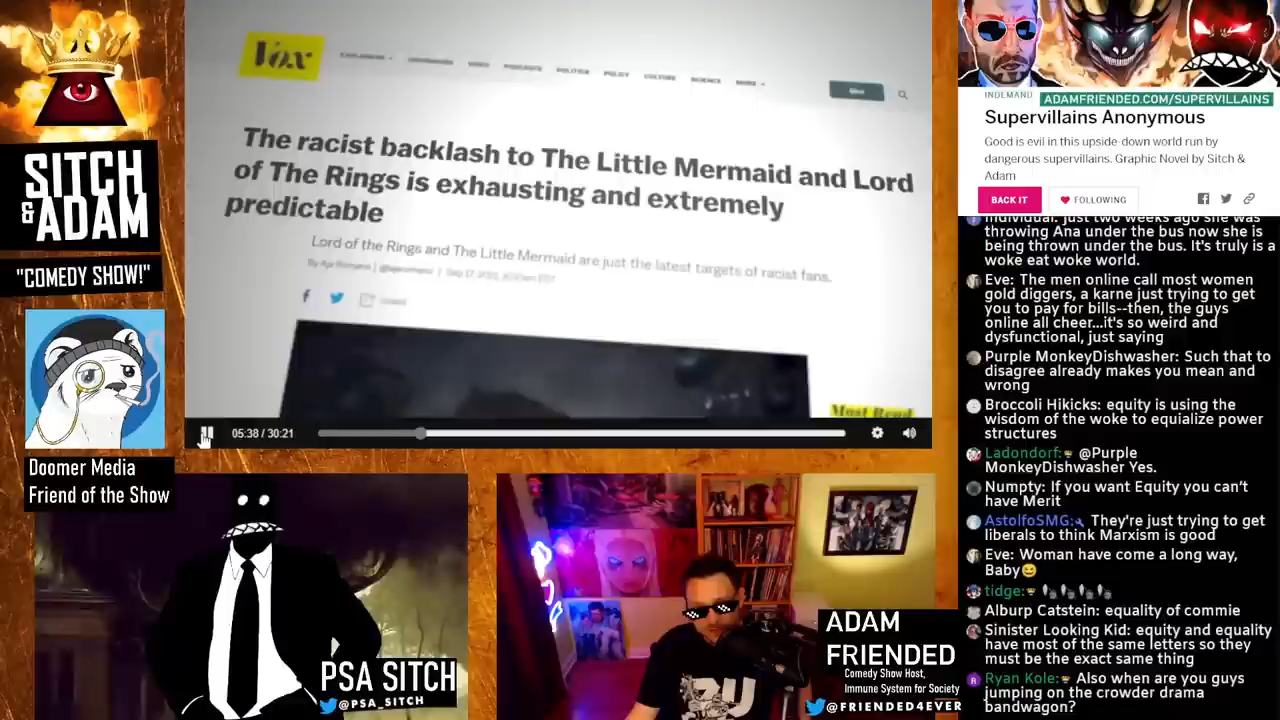 SITCH
& ADAM
"COMEDY SHOW!"
Doomer Media
Friend of the Show
Vox
PODCASTS
POLITICS
POLICY
CULTURE
SCIENCE
MORE
Give
The racist backlash to The Little Mermaid and Lord
of The Rings is exhausting and extremely
predictable
Lord of the Rings and The Little Mermaid are just the latest targets of racist fans.
By Aja Romano
Most Read
05:38 / 30:21
PSA SITCH
@PSA_SITCH
ADAM
FRIENDED
Comedy Show Host,
Immune System for Society
@FRIENDED4EVER
INDEMAND
ADAMFRIENDED.COM/SUPERVILLAINS
Supervillains Anonymous
Good is evil in this upside-down world run by
dangerous supervillains. Graphic Novel by Sitch &
Adam
BACK IT
FOLLOWING
individual: just two weeks ago she was
throwing Ana under the bus now she is
being thrown under the bus. It's truly is a
woke eat woke world.
Eve: The men online call most women
gold diggers, a karne just trying to get
you to pay for bills--then, the guys
online all cheer...it's so weird and
dysfunctional, just saying
Purple MonkeyDishwasher: Such that to
disagree already makes you mean and
wrong
Broccoli Hikicks: equity is using the
wisdom of the woke to equialize power
structures
Ladondorf: @Purple
MonkeyDishwasher Yes.
Numpty: If you want Equity you can't
have Merit
AstolfoSMG: They're just trying to get
liberals to think Marxism is good
Eve: Woman have come a long way,
Baby😄
tidge:
Alburp Catstein: equality of commie
Sinister Looking Kid: equity and equality
have most of the same letters so they
must be the exact same thing
R
Ryan Kole: Also when are you guys
jumping on the crowder drama
bandwagon?